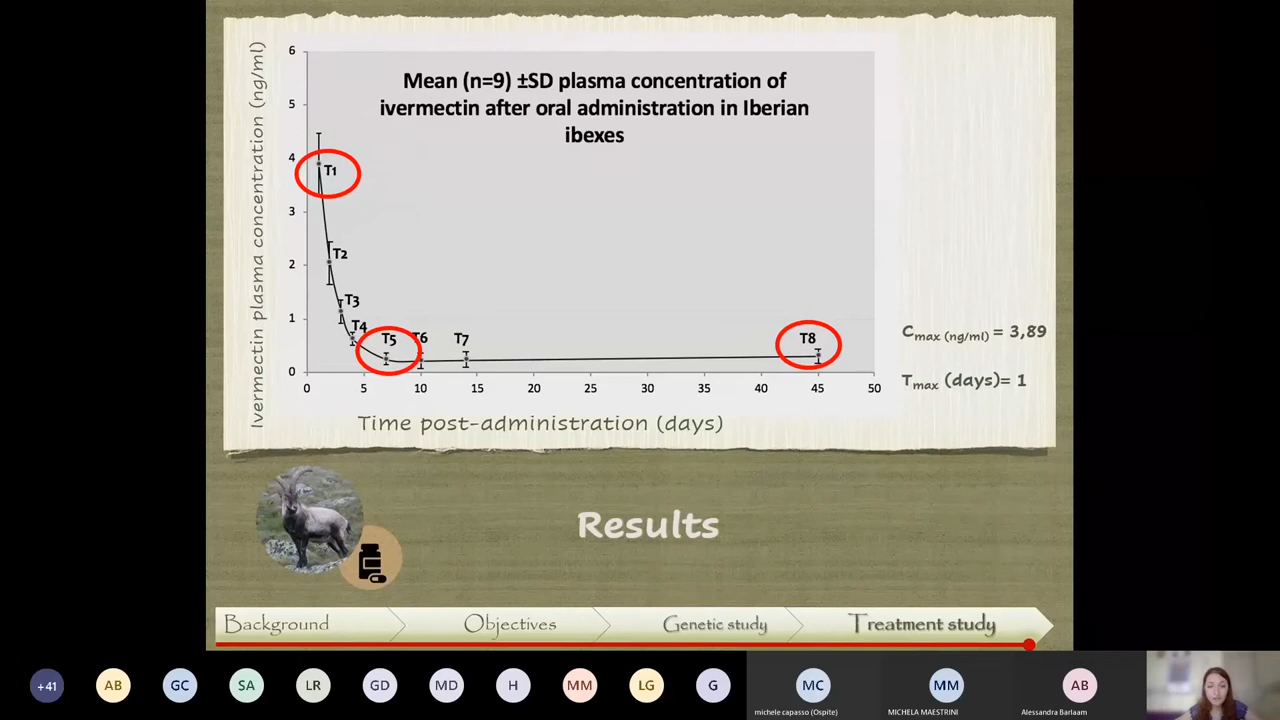 Ivermectin plasma concentration (ng/ml)
6
5
4
3
2
1
0
Mean (n=9) ±SD plasma concentration of
ivermectin after oral administration in Iberian
ibexes
T1
T2
T3
T4
T5
T6
T7
T8
0 5 10 15 20 25 30 35 40 45 50
Time post-administration (days)
Cmax (ng/ml) = 3,89
Tmax (days)= 1
Results
Background Objectives Genetic study Treatment study
+41 AB GC SA LR GD MD H MM LG G MC MM AB
michele capasso (Ospite) MICHELA MAESTRINI Alessandra Barlaam